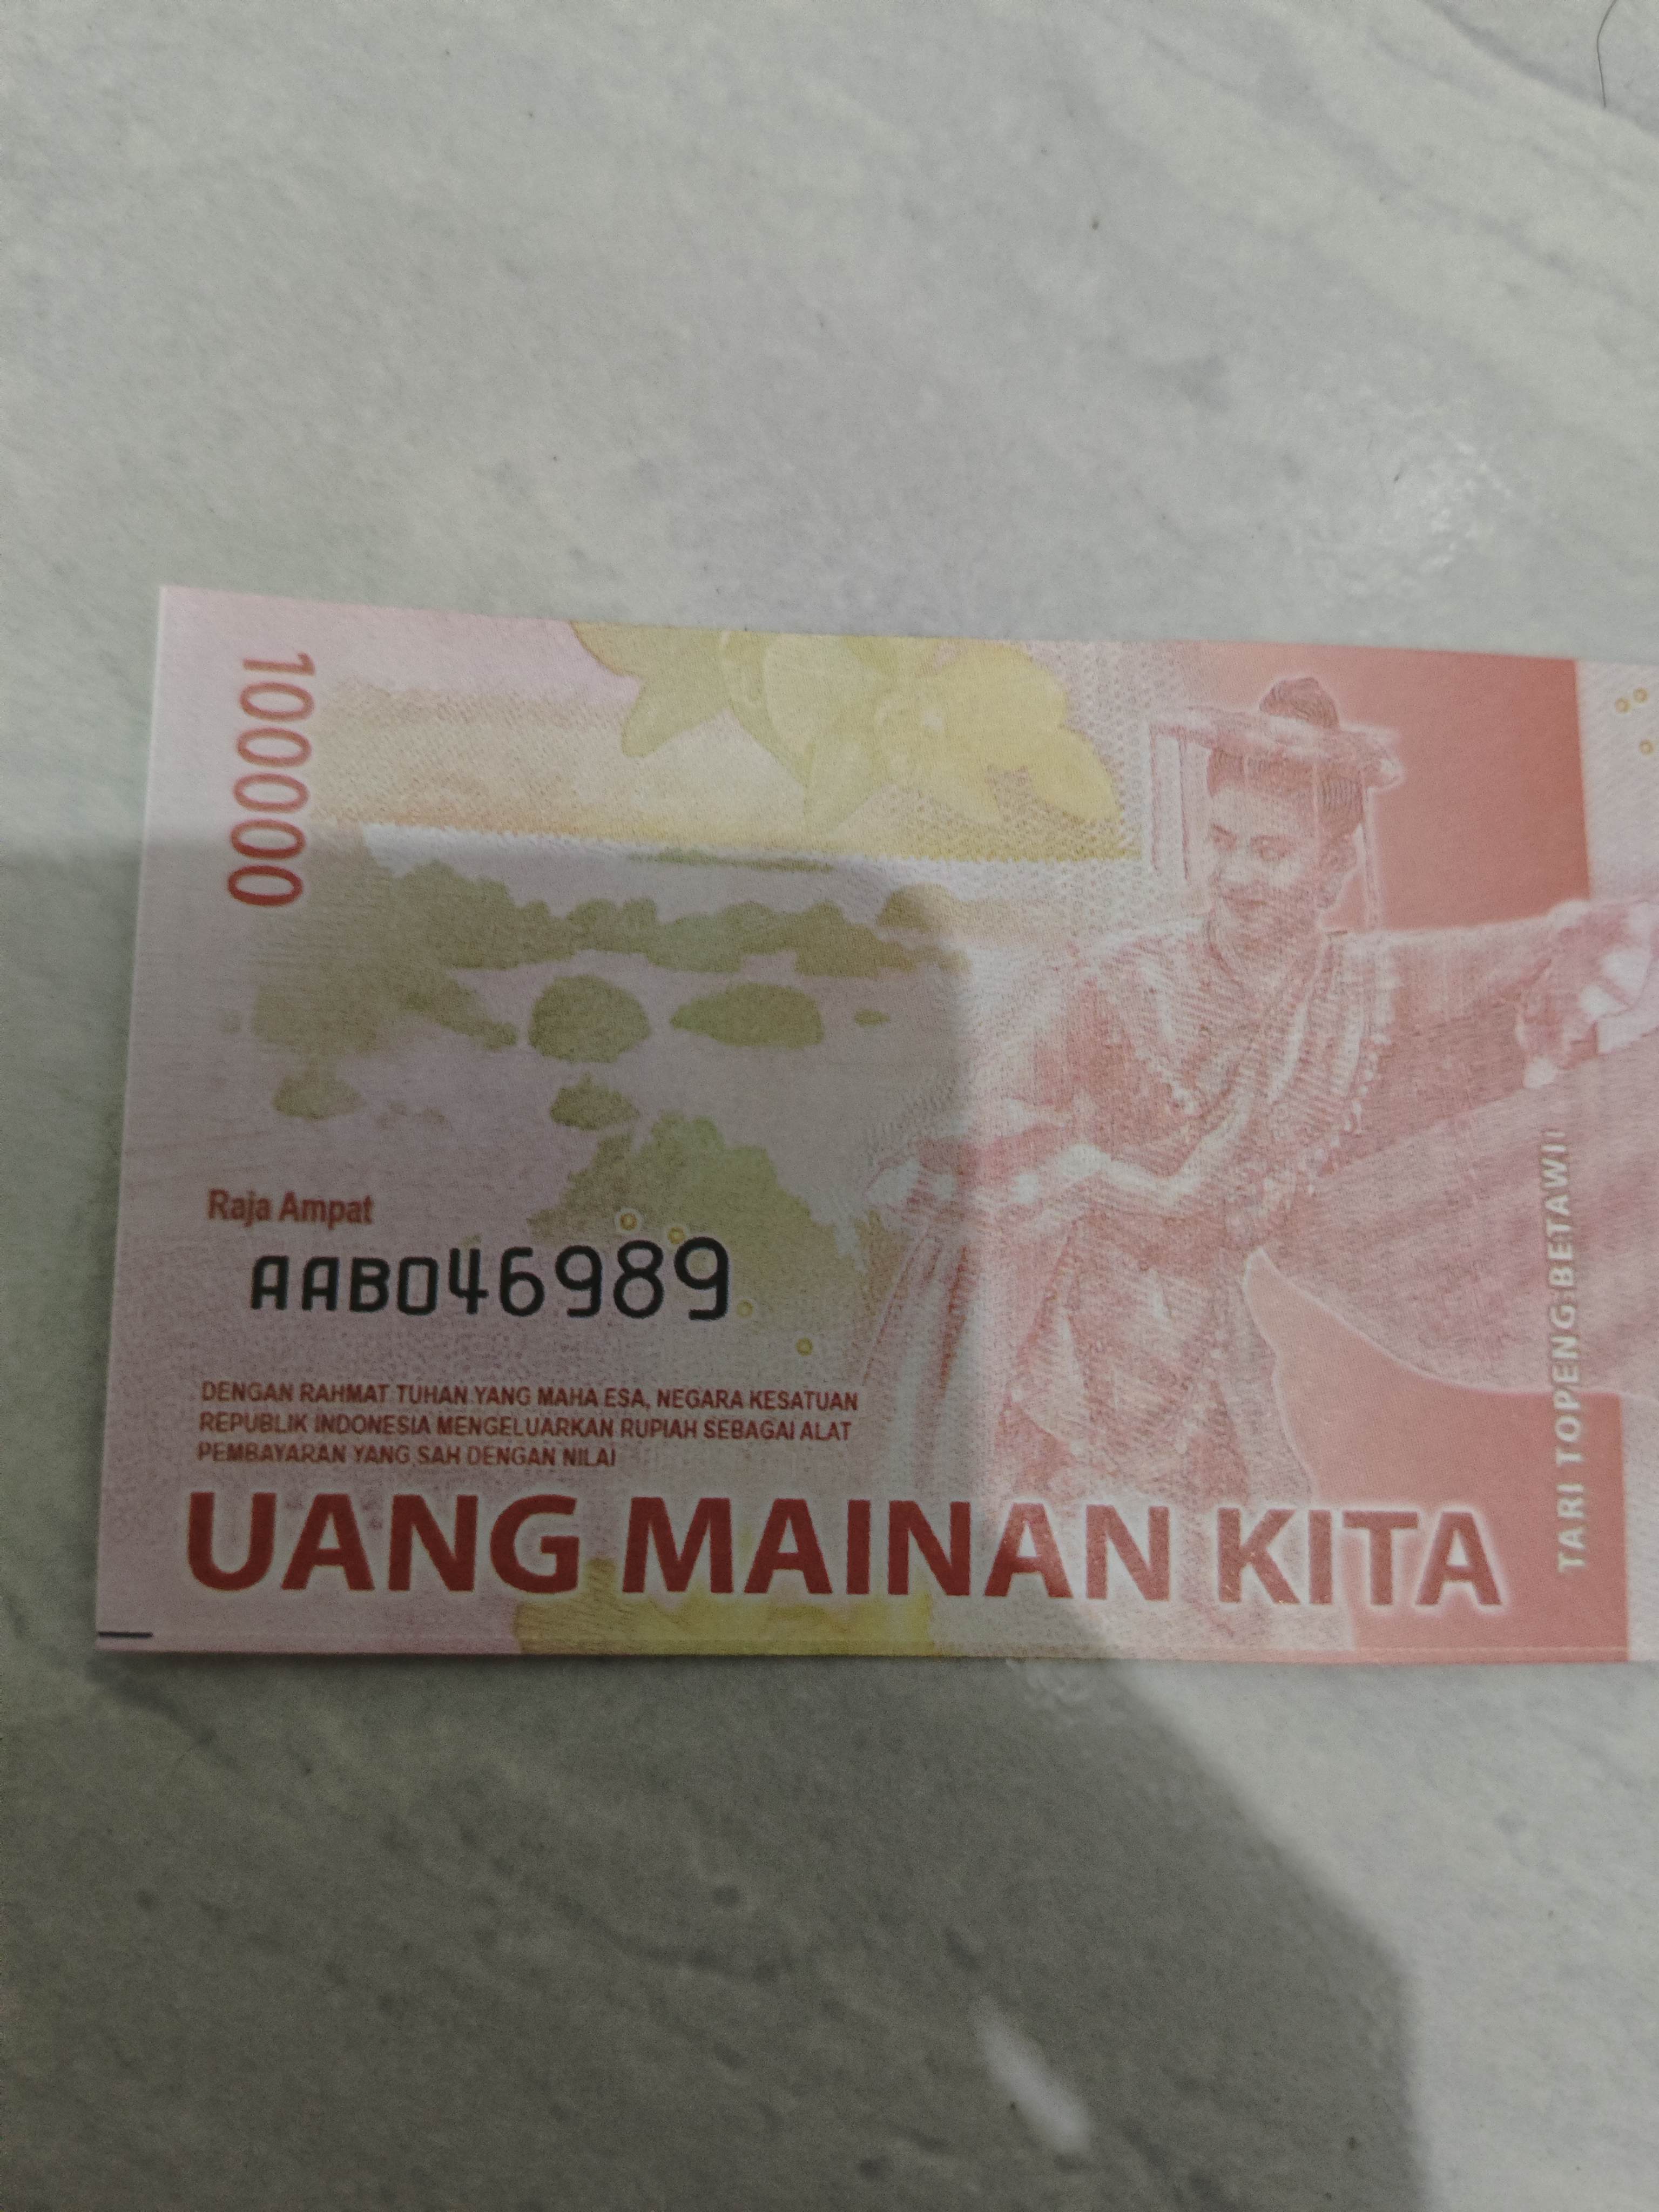 100000
Raja Ampat
AAB046989
DENGAN RAHMAT TUHAN YANG MAHA ESA, NEGARA KESATUAN
REPUBLIK INDONESIA MENGELUARKAN RUPIAH SEBAGAI ALAT
PEMBAYARAN YANG SAH DENGAN NILAI
UANG MAINAN KITA
TARI TOPENG BETAWI